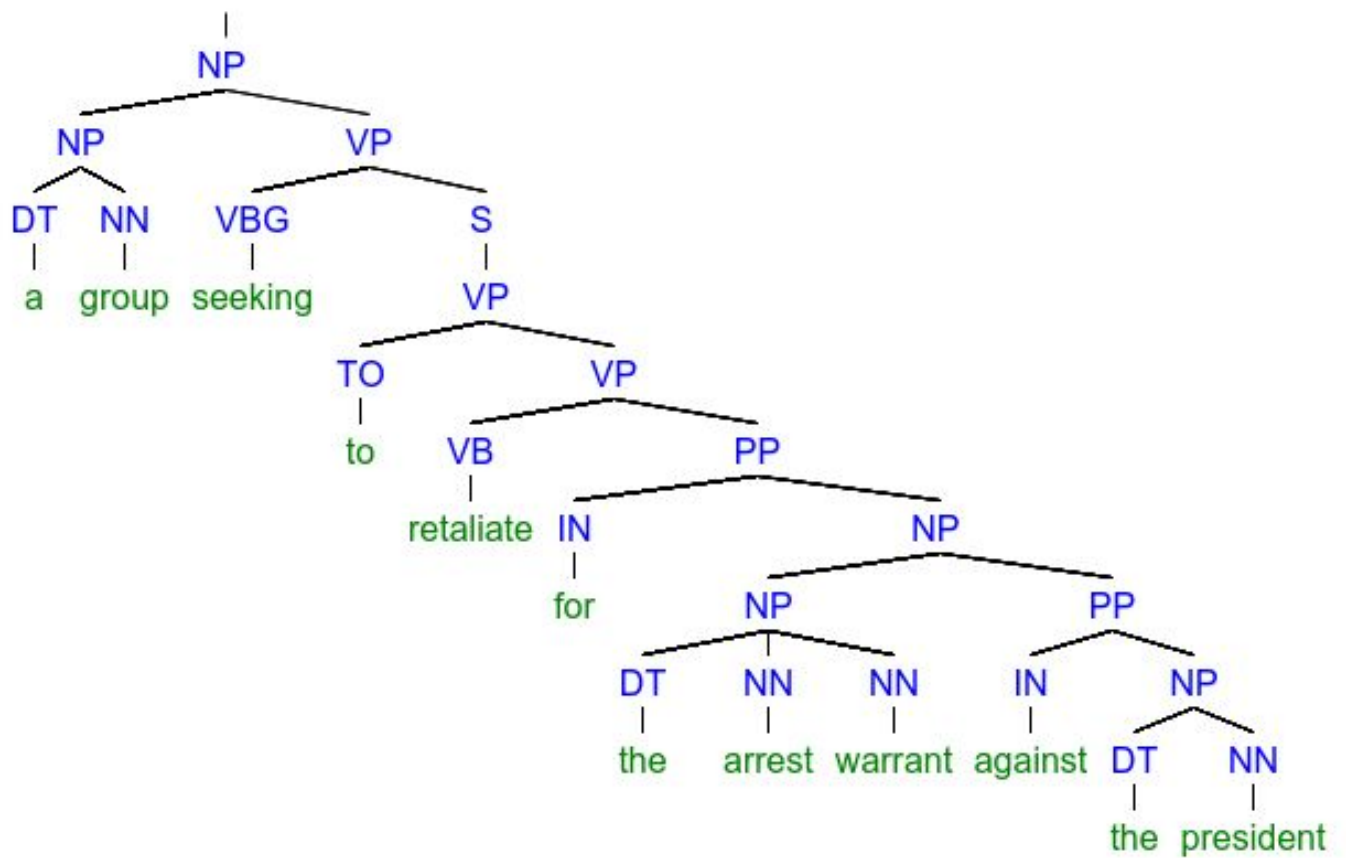 NP
NP VP
DT NN VBG S
a group seeking VP
TO VP
to VB PP
retaliate IN NP
for NP PP
DT NN NN IN NP
the arrest warrant against DT NN
the president